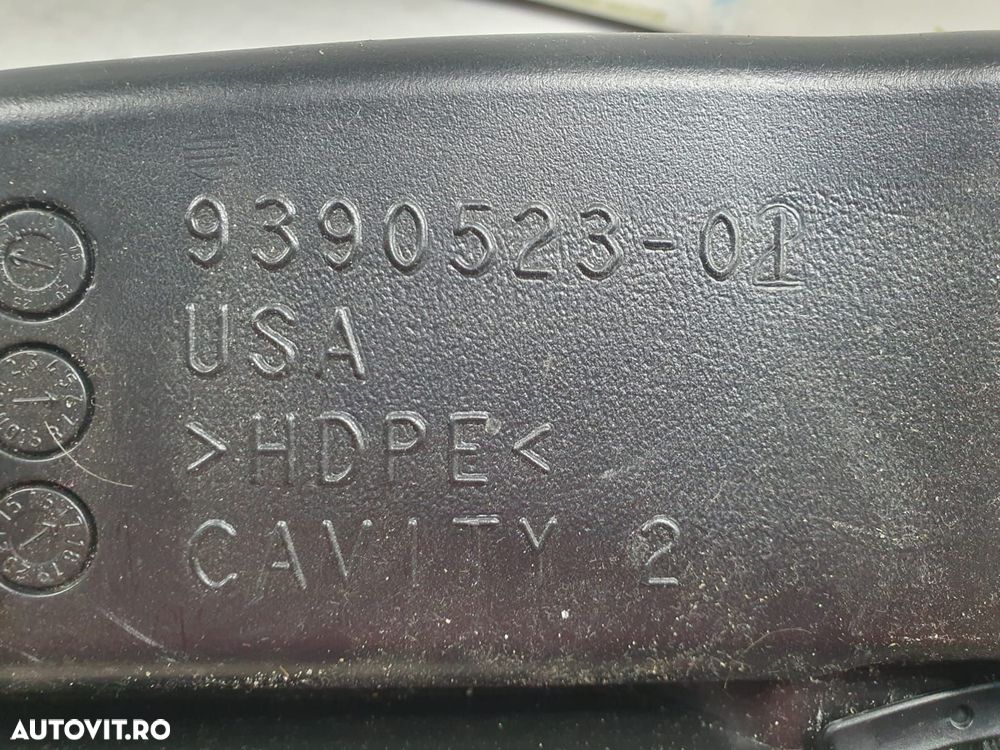 9390523-01
USA
>HDPE<
CAVITY 2
AUTOVIT.RO